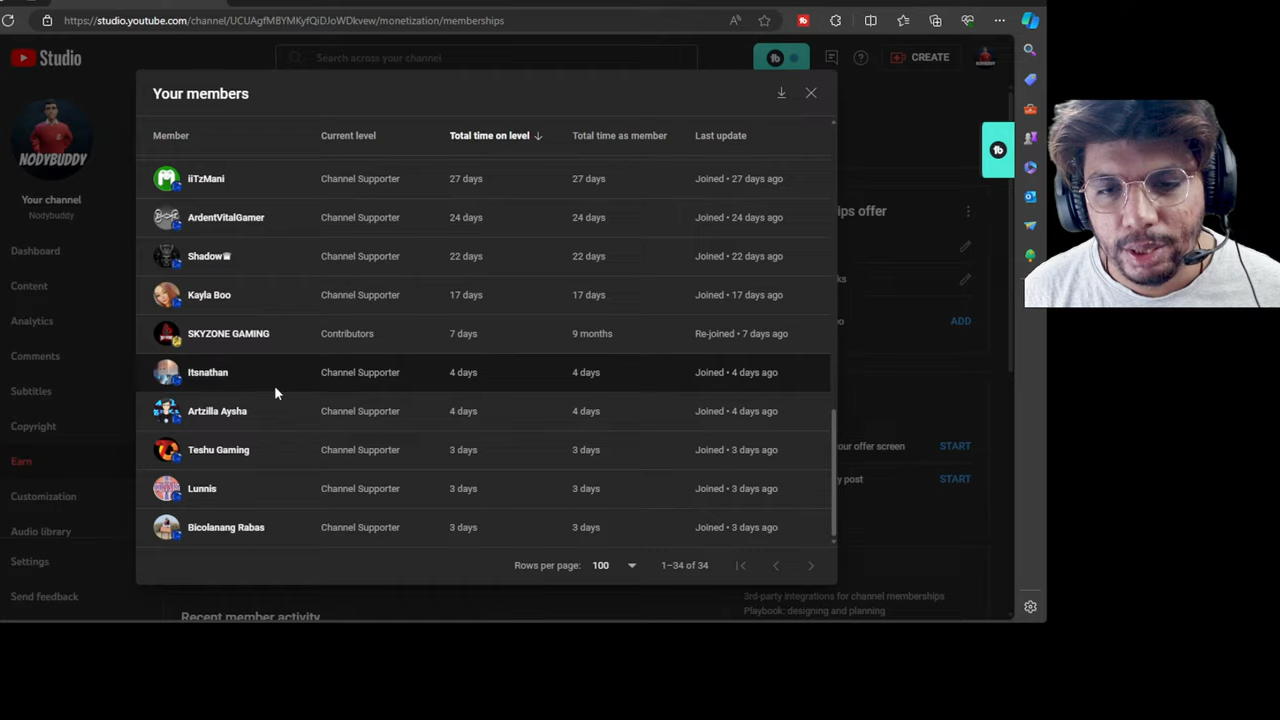 https://studio.youtube.com/channel/UCUAgfMBYMKyfQiDJoWDkvew/monetization/memberships
Studio
Search across your channel
CREATE
Your members
Member Current level Total time on level Total time as member Last update
iiTzMani Channel Supporter 27 days 27 days Joined • 27 days ago
ArdentVitalGamer Channel Supporter 24 days 24 days Joined • 24 days ago
Shadow♛ Channel Supporter 22 days 22 days Joined • 22 days ago
Kayla Boo Channel Supporter 17 days 17 days Joined • 17 days ago
SKYZONE GAMING Contributors 7 days 9 months Re-joined • 7 days ago
Itsnathan Channel Supporter 4 days 4 days Joined • 4 days ago
Artzilla Aysha Channel Supporter 4 days 4 days Joined • 4 days ago
Teshu Gaming Channel Supporter 3 days 3 days Joined • 3 days ago
Lunnis Channel Supporter 3 days 3 days Joined • 3 days ago
Bicolanang Rabas Channel Supporter 3 days 3 days Joined • 3 days ago
Rows per page: 100 1–34 of 34
NODYBUDDY
Your channel
Nodybuddy
Dashboard
Content
Analytics
Comments
Subtitles
Copyright
Earn
Customization
Audio library
Settings
Send feedback
ips offer
ks
o ADD
our offer screen START
y post START
3rd-party integrations for channel memberships
Playbook: designing and planning
Recent member activity